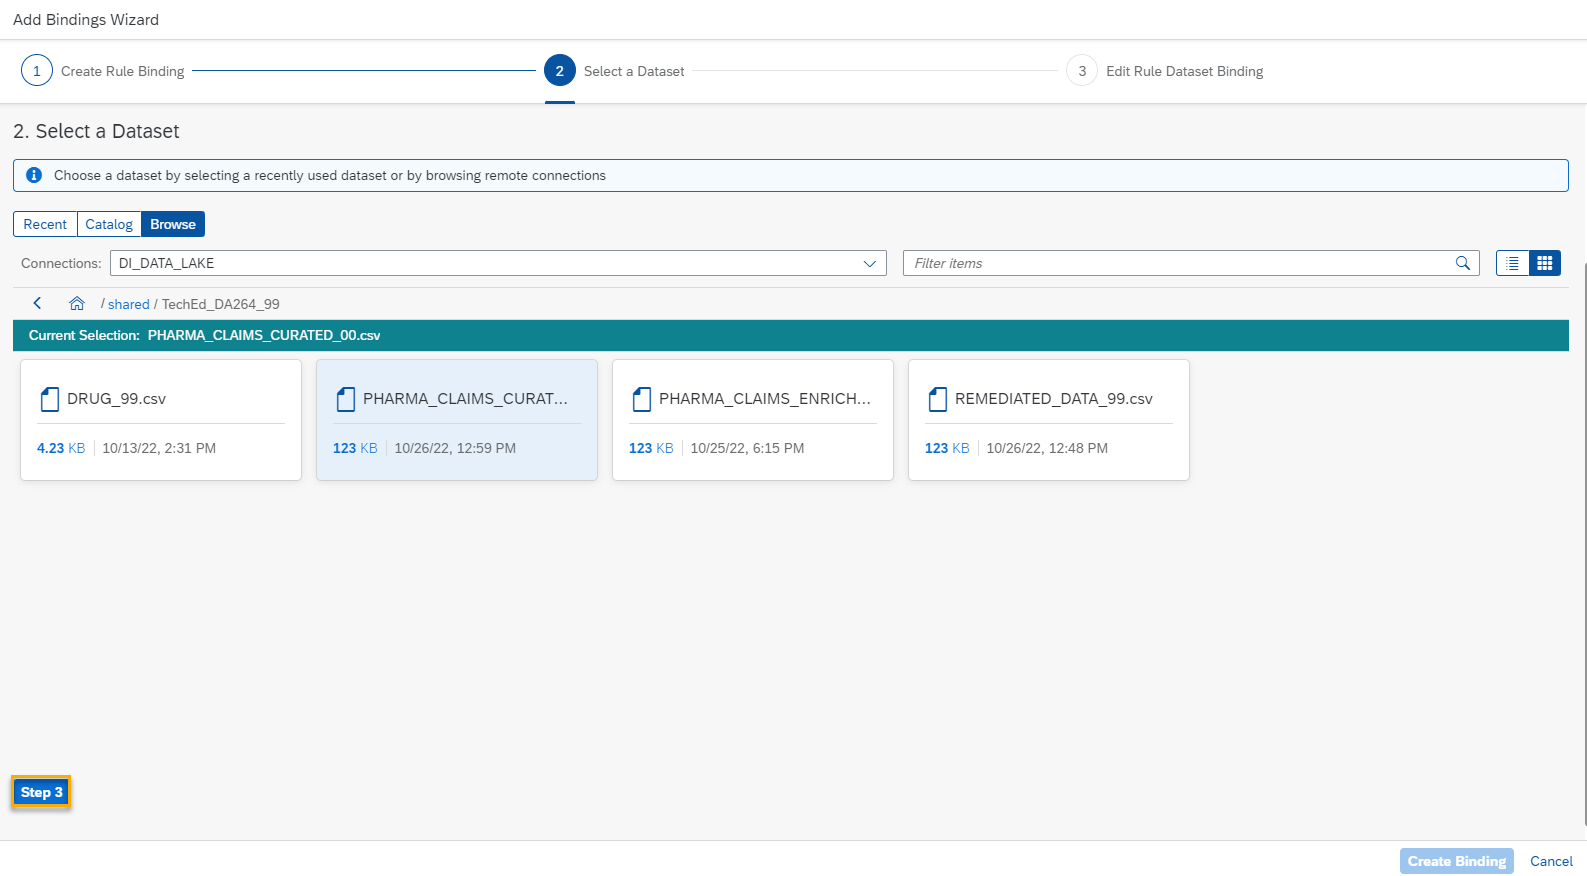 Add Bindings Wizard
1 Create Rule Binding 2 Select a Dataset 3 Edit Rule Dataset Binding
2. Select a Dataset
Choose a dataset by selecting a recently used dataset or by browsing remote connections
Recent Catalog Browse
Connections: DI_DATA_LAKE Filter items
/ shared / TechEd_DA264_99
Current Selection: PHARMA_CLAIMS_CURATED_00.csv
DRUG_99.csv
4.23 KB 10/13/22, 2:31 PM
PHARMA_CLAIMS_CURAT...
123 KB 10/26/22, 12:59 PM
PHARMA_CLAIMS_ENRICH...
123 KB 10/25/22, 6:15 PM
REMEDIATED_DATA_99.csv
123 KB 10/26/22, 12:48 PM
Step 3
Create Binding Cancel